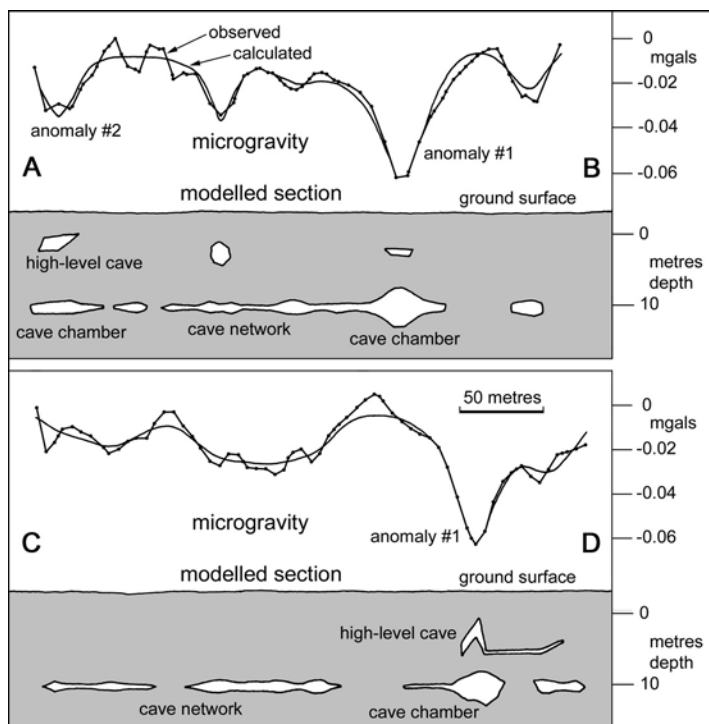 observed
calculated
0
mgals
-0.02
anomaly #2
-0.04
A
microgravity
anomaly #1
B
-0.06
modelled section
ground surface
0
high-level cave
metres
depth
10
cave chamber
cave network
cave chamber
50 metres
0
mgals
-0.02
-0.04
C
microgravity
anomaly #1
D
-0.06
modelled section
ground surface
0
high-level cave
metres
depth
10
cave network
cave chamber